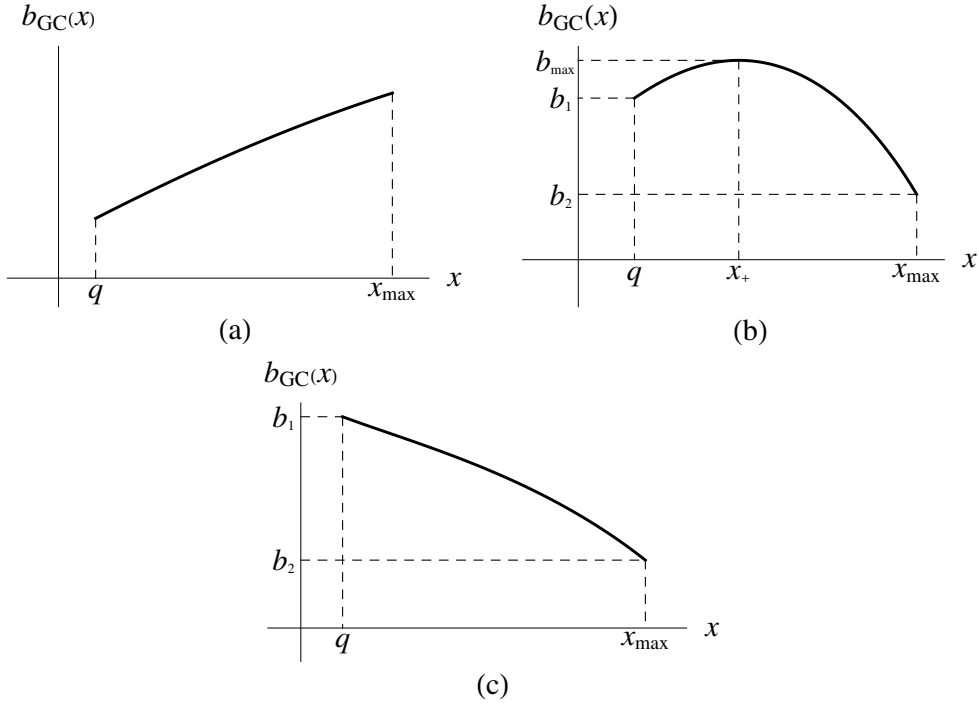 b_GC(x)
q
x_max
x
(a)
b_GC(x)
b_max
b_1
b_2
q
x_+
x_max
x
(b)
b_GC(x)
b_1
b_2
q
x_max
x
(c)